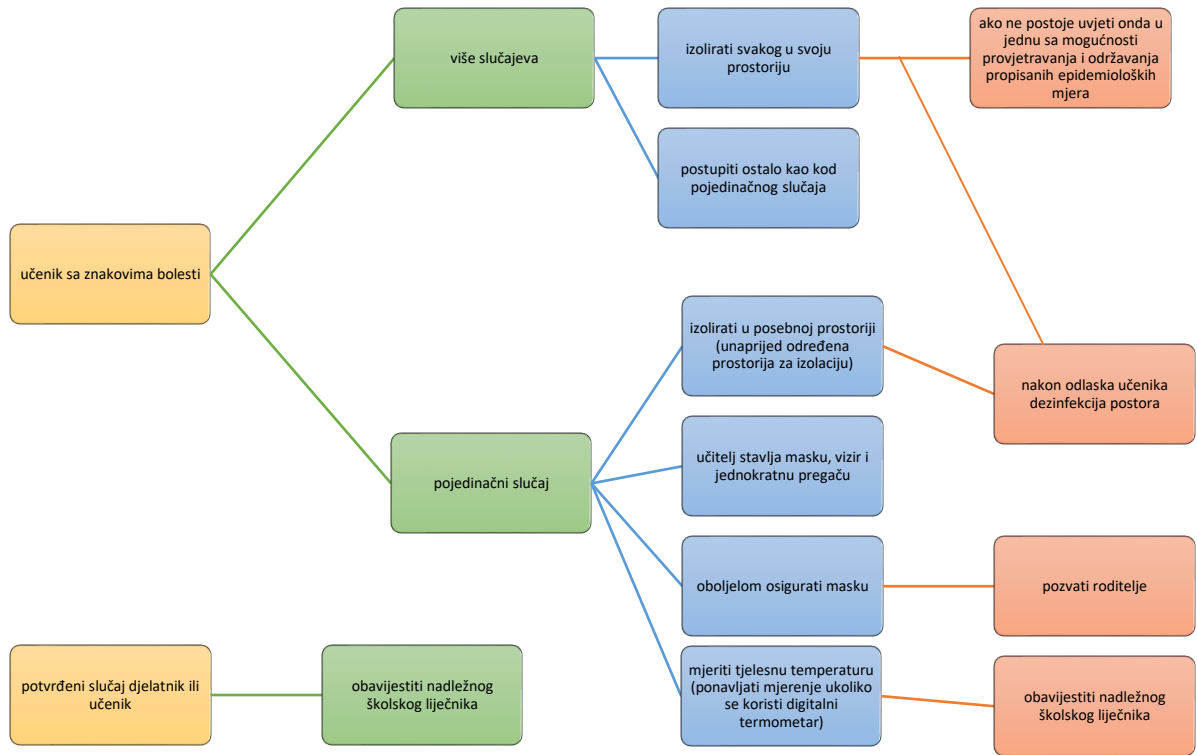 više slučajeva
izolirati svakog u svoju
prostoriju
ako ne postoje uvjeti onda u
jednu sa mogućnosti
provjetravanja i održavanja
propisanih epidemioloških
mjera
postupiti ostalo kao kod
pojedinačnog slučaja
učenik sa znakovima bolesti
izolirati u posebnoj prostoriji
(unaprijed određena
prostorija za izolaciju)
nakon odlaska učenika
dezinfekcija postora
pojedinačni slučaj
učitelj stavlja masku, vizir i
jednokratnu pregaču
oboljelom osigurati masku
pozvati roditelje
mjeriti tjelesnu temperaturu
(ponavljati mjerenje ukoliko
se koristi digitalni
termometar)
obavijestiti nadležnog
školskog liječnika
potvrđeni slučaj djelatnik ili
učenik
obavijestiti nadležnog
školskog liječnika